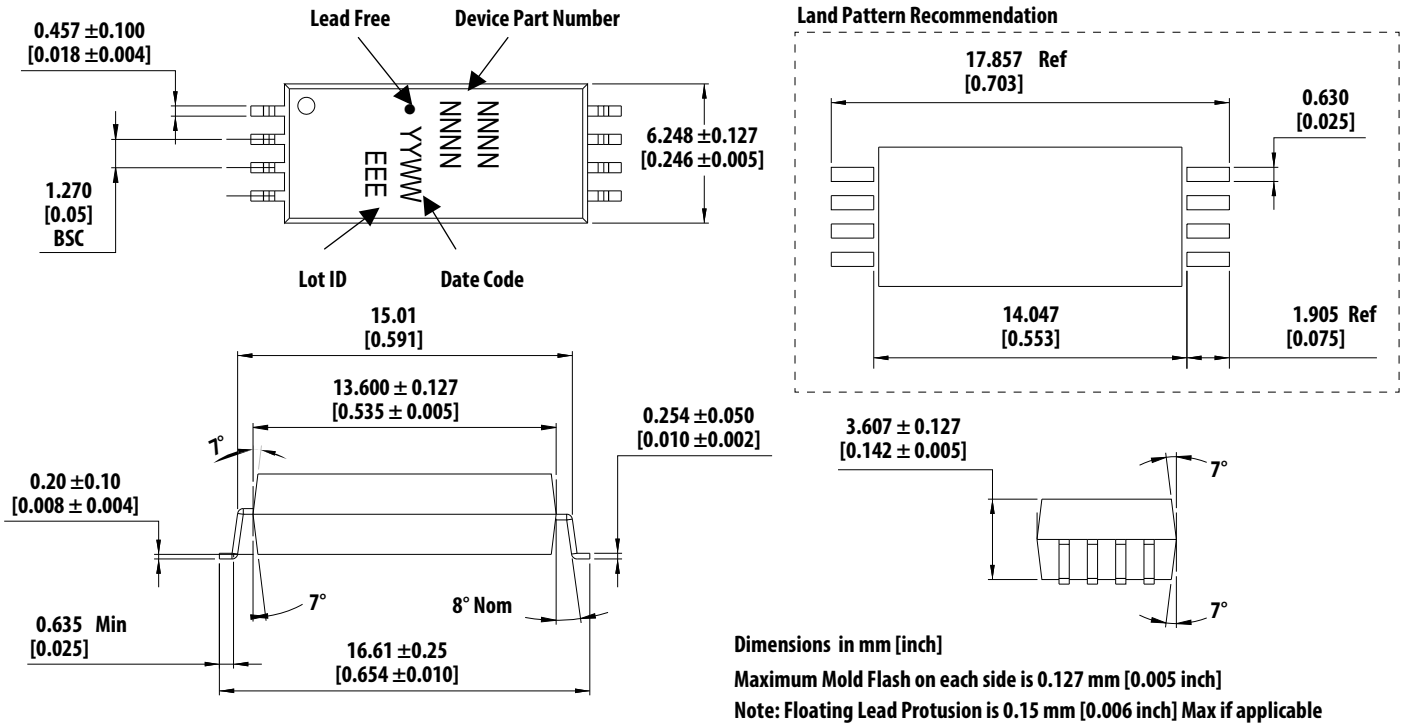 Lead Free
Device Part Number
0.457 ±0.100
[0.018 ±0.004]
NNNN
NNNN
YYWW
EEE
6.248 ±0.127
[0.246 ±0.005]
1.270
[0.05]
BSC
Lot ID
Date Code
Land Pattern Recommendation
17.857 Ref
[0.703]
0.630
[0.025]
14.047
[0.553]
1.905 Ref
[0.075]
15.01
[0.591]
13.600 ± 0.127
[0.535 ± 0.005]
7°
0.254 ±0.050
[0.010 ±0.002]
0.20 ±0.10
[0.008 ± 0.004]
7°
8° Nom
0.635 Min
[0.025]
16.61 ±0.25
[0.654 ±0.010]
3.607 ± 0.127
[0.142 ± 0.005]
7°
7°
Dimensions in mm [inch]
Maximum Mold Flash on each side is 0.127 mm [0.005 inch]
Note: Floating Lead Protusion is 0.15 mm [0.006 inch] Max if applicable